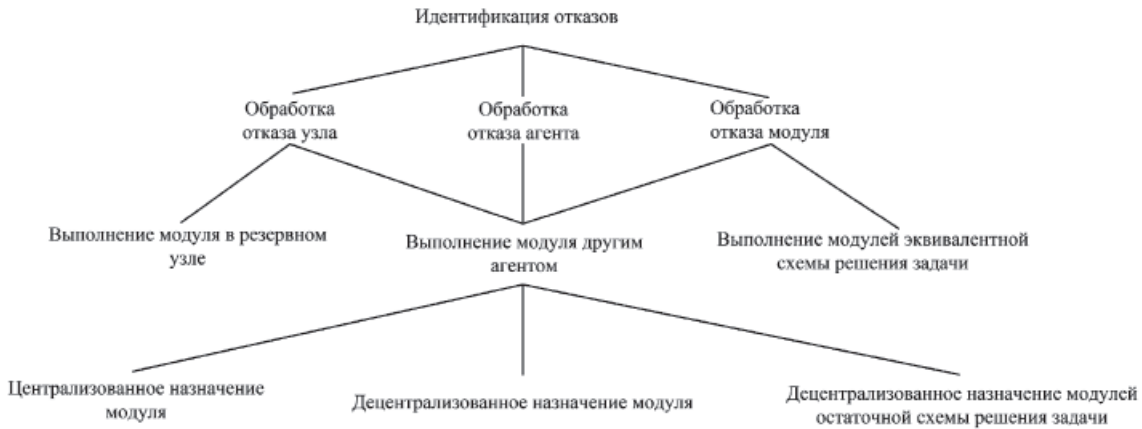 Идентификация отказов
Обработка
отказа узла
Обработка
отказа агента
Обработка
отказа модуля
Выполнение модуля в резервном
узле
Выполнение модуля другим
агентом
Выполнение модулей эквивалентной
схемы решения задачи
Централизованное назначение
модуля
Децентрализованное назначение модуля
Децентрализованное назначение модулей
остаточной схемы решения задачи